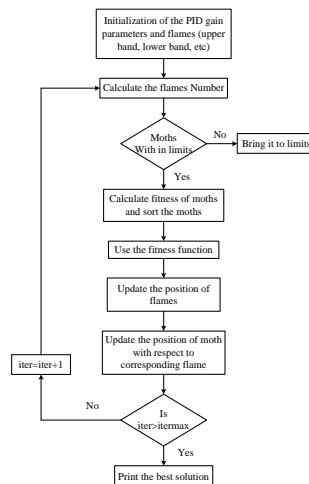 Initialization of the PID gain
parameters and flames (upper
band, lower band, etc)
Calculate the flames Number
Moths
With in limits
No
Bring it to limits
Yes
Calculate fitness of moths
and sort the moths
Use the fitness function
Update the position of
flames
Update the position of moth
with respect to
corresponding flame
iter=iter+1
No
Is
iter>itermax
Yes
Print the best solution